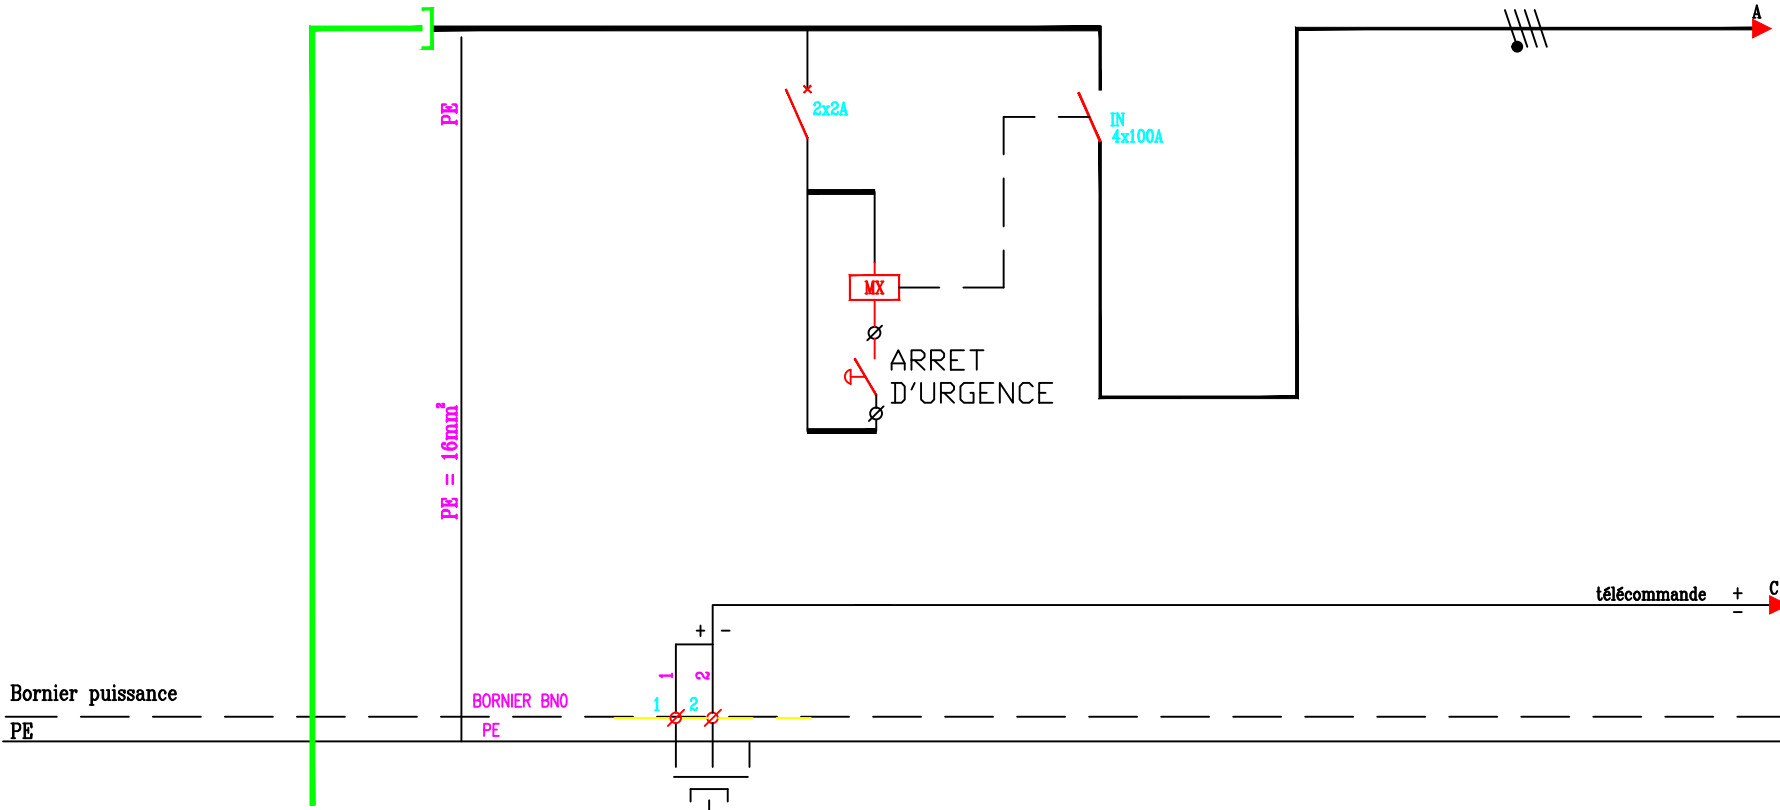 A
PE
2x2A
IN
4x100A
MX
ARRET
D'URGENCE
PE = 16mm²
télécommande + C
-
+ -
1 2
Bornier puissance
BORNIER BNO
1 2
PE
PE